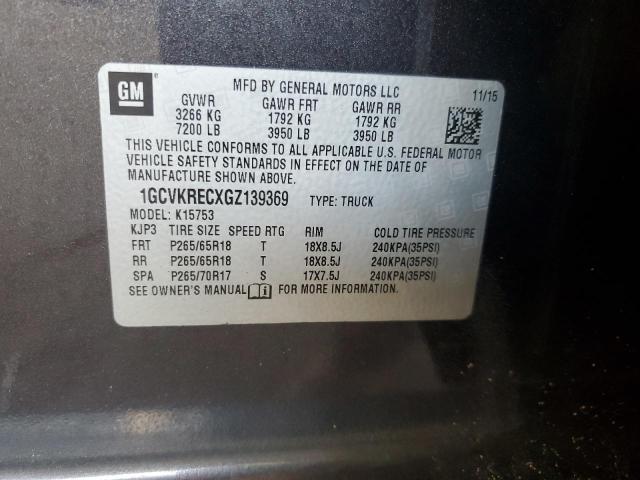 GM
MFD BY GENERAL MOTORS LLC
11/15
GVWR GAWR FRT GAWR RR
3266 KG 1792 KG 1792 KG
7200 LB 3950 LB 3950 LB
THIS VEHICLE CONFORMS TO ALL APPLICABLE U.S. FEDERAL MOTOR
VEHICLE SAFETY STANDARDS IN EFFECT ON THE DATE OF
MANUFACTURE SHOWN ABOVE.
1GCVKRECXGZ139369 TYPE: TRUCK
MODEL: K15753
KJP3 TIRE SIZE SPEED RTG RIM COLD TIRE PRESSURE
FRT P265/65R18 T 18X8.5J 240KPA(35PSI)
RR P265/65R18 T 18X8.5J 240KPA(35PSI)
SPA P265/70R17 S 17X7.5J 240KPA(35PSI)
SEE OWNER'S MANUAL FOR MORE INFORMATION.